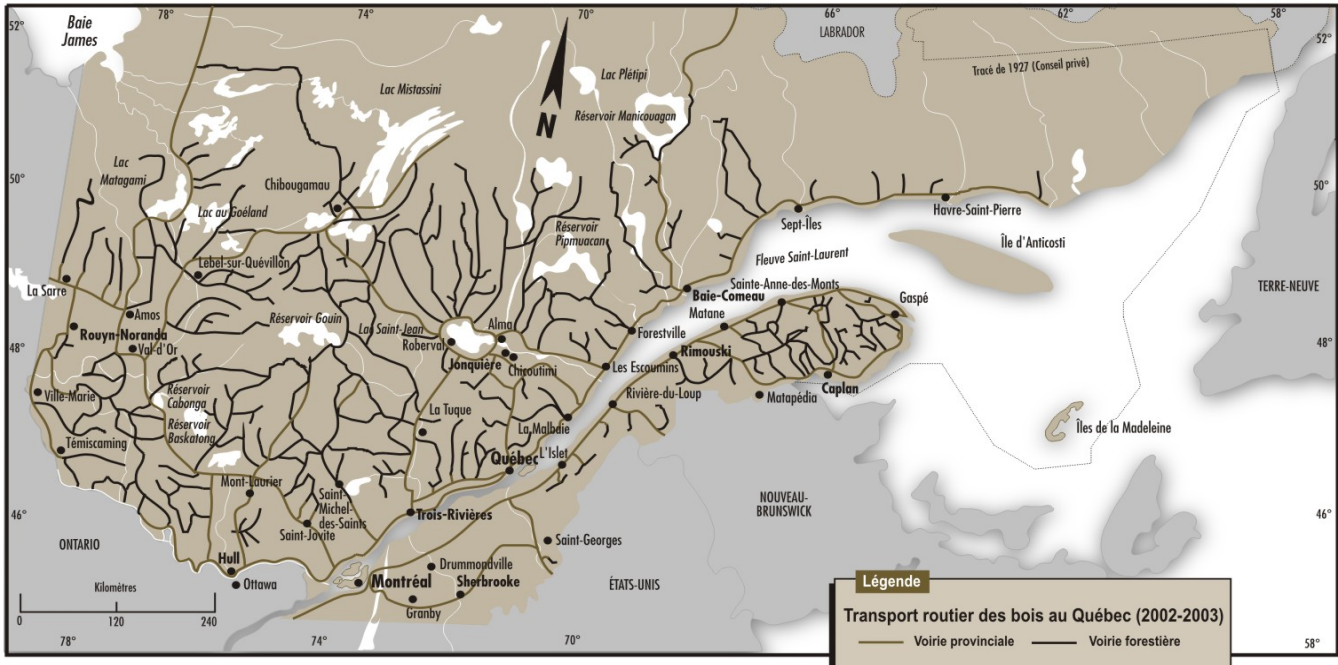 52°
78°
74°
70°
66°
62°
58°
52°
Baie
James
LABRADOR
Tracé de 1927 (Conseil privé)
Lac Mistassini
Lac Plétipi
Réservoir Manicouagan
N
Lac
Matagami
50°
Chibougamau
Lac au Goéland
50°
Sept-Îles
Havre-Saint-Pierre
Réservoir
Pipmuacan
Île d'Anticosti
Fleuve Saint-Laurent
Lebel-sur-Quévillon
La Sarre
Sainte-Anne-des-Monts
Baie-Comeau
Matane
Gaspé
TERRE-NEUVE
Amos
Réservoir Gouin
Lac Saint-Jean
Alma
Forestville
Rouyn-Noranda
Val-d'Or
48°
Roberval
Jonquière
Chicoutimi
Rimouski
48°
Les Escoumins
Caplan
Ville-Marie
Réservoir
Cabonga
Réservoir
Baskatong
Rivière-du-Loup
Matapédia
La Tuque
La Malbaie
Îles de la Madeleine
Témiscaming
Québec
L'Islet
Mont-Laurier
Saint-
Michel-
des-Saints
Saint-Jovite
Trois-Rivières
NOUVEAU-
BRUNSWICK
46°
46°
ONTARIO
Saint-Georges
Hull
Ottawa
Drummondville
Montréal
Sherbrooke
Granby
ÉTATS-UNIS
Kilomètres
0
120
240
78°
74°
70°
58°
Légende
Transport routier des bois au Québec (2002-2003)
Voirie provinciale
Voirie forestière